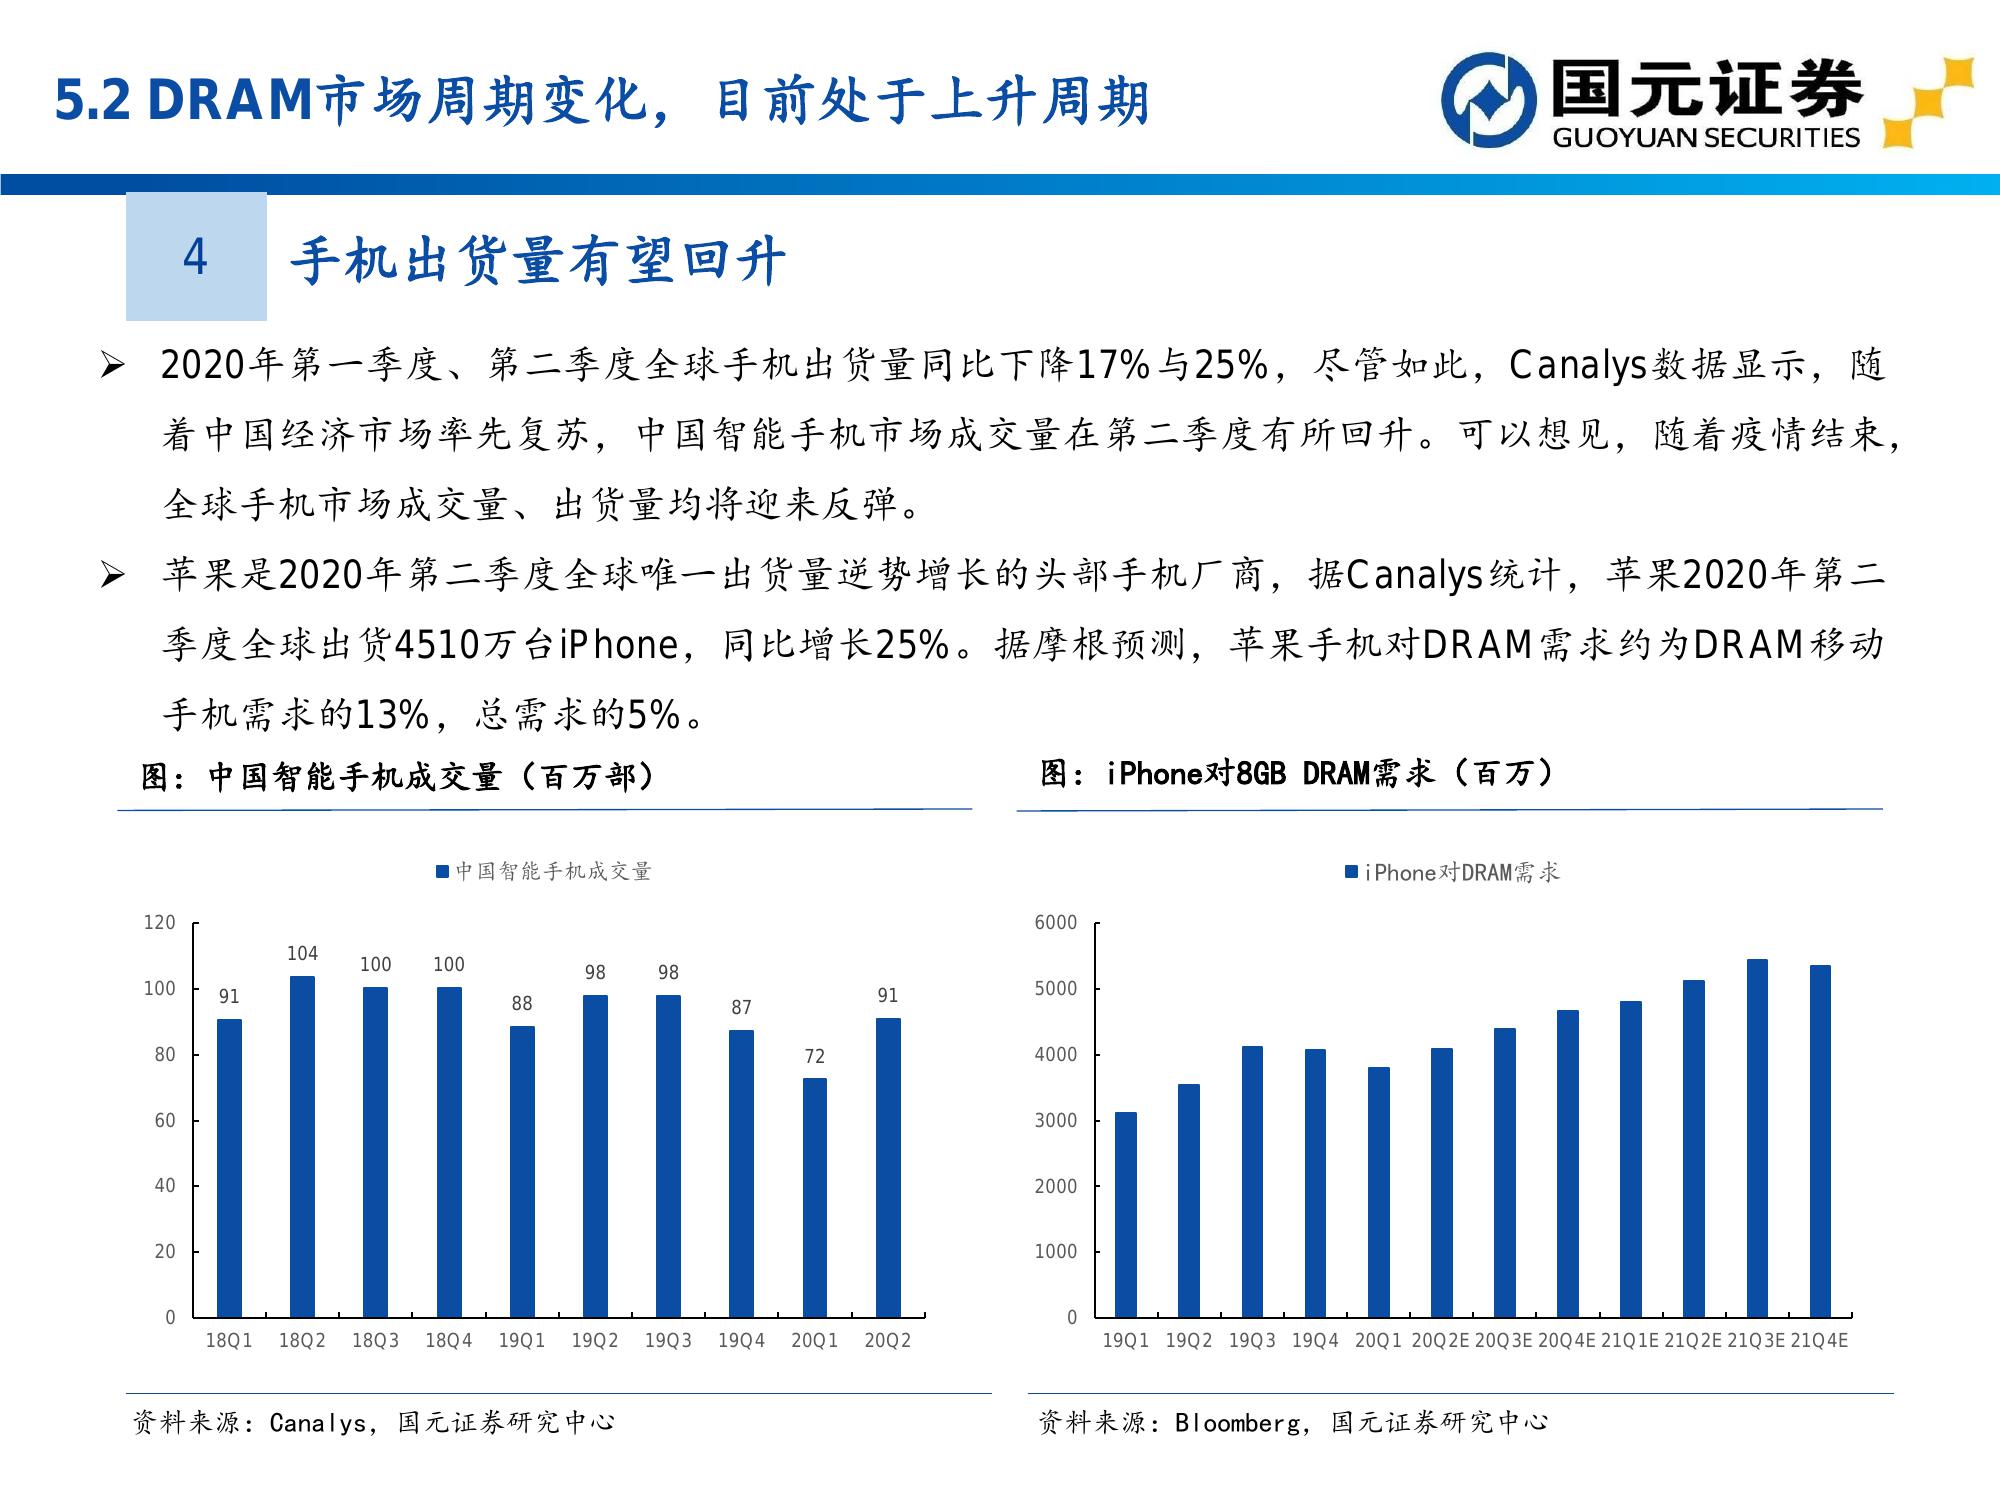 5.2 DRAM市场周期变化，目前处于上升周期
国元证券
GUOYUAN SECURITIES
4
手机出货量有望回升
➢ 2020年第一季度、第二季度全球手机出货量同比下降17%与25%，尽管如此，Canalys数据显示，随
着中国经济市场率先复苏，中国智能手机市场成交量在第二季度有所回升。可以想见，随着疫情结束，
全球手机市场成交量、出货量均将迎来反弹。
➢ 苹果是2020年第二季度全球唯一出货量逆势增长的头部手机厂商，据Canalys统计，苹果2020年第二
季度全球出货4510万台iPhone，同比增长25%。据摩根预测，苹果手机对DRAM需求约为DRAM移动
手机需求的13%，总需求的5%。
图：中国智能手机成交量（百万部）
中国智能手机成交量
120
100
80
60
40
20
0
91
104
100
100
88
98
98
87
72
91
18Q1 18Q2 18Q3 18Q4 19Q1 19Q2 19Q3 19Q4 20Q1 20Q2
资料来源：Canalys，国元证券研究中心
图：iPhone对8GB DRAM需求（百万）
iPhone对DRAM需求
6000
5000
4000
3000
2000
1000
0
19Q1 19Q2 19Q3 19Q4 20Q1 20Q2E 20Q3E 20Q4E 21Q1E 21Q2E 21Q3E 21Q4E
资料来源：Bloomberg，国元证券研究中心